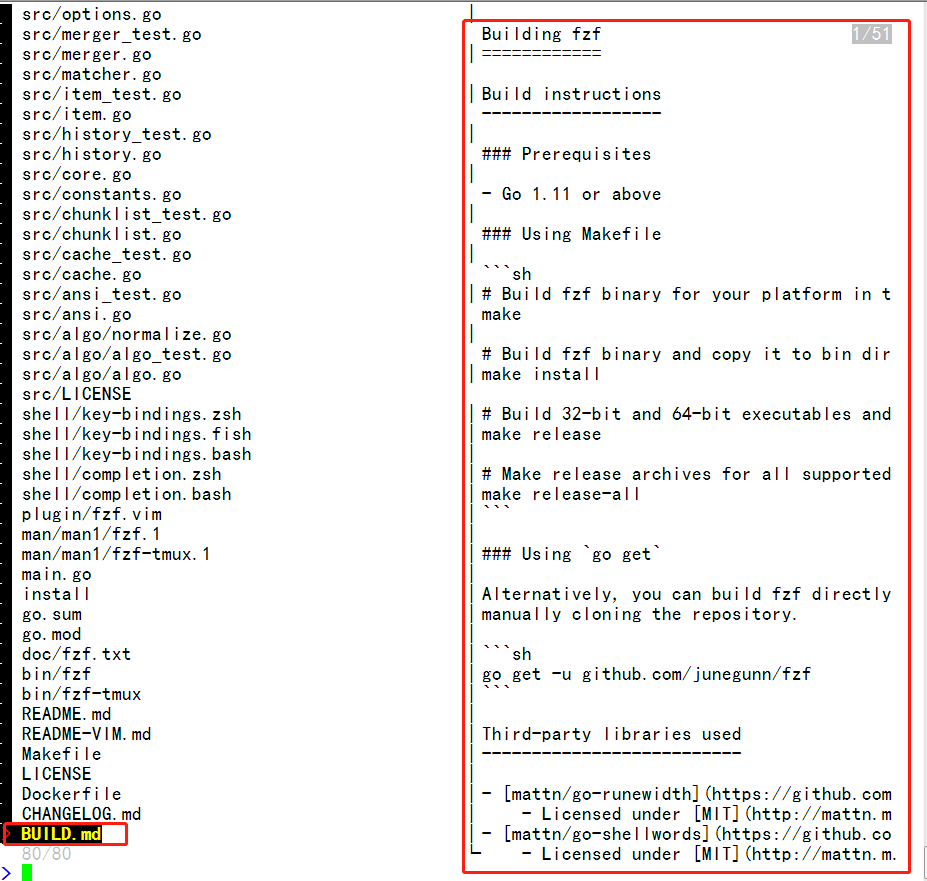 src/options.go
src/merger_test.go
src/merger.go
src/matcher.go
src/item_test.go
src/item.go
src/history_test.go
src/history.go
src/core.go
src/constants.go
src/chunklist_test.go
src/chunklist.go
src/cache_test.go
src/cache.go
src/ansi_test.go
src/ansi.go
src/algo/normalize.go
src/algo/algo_test.go
src/algo/algo.go
src/LICENSE
shell/key-bindings.zsh
shell/key-bindings.fish
shell/key-bindings.bash
shell/completion.zsh
shell/completion.bash
plugin/fzf.vim
man/man1/fzf.1
man/man1/fzf-tmux.1
main.go
install
go.sum
go.mod
doc/fzf.txt
bin/fzf
bin/fzf-tmux
README.md
README-VIM.md
Makefile
LICENSE
Dockerfile
CHANGELOG.md
> BUILD.md
80/80
>
Building fzf 1/51
============
Build instructions
------------------
### Prerequisites
- Go 1.11 or above
### Using Makefile
```sh
# Build fzf binary for your platform in t
make
# Build fzf binary and copy it to bin dir
make install
# Build 32-bit and 64-bit executables and
make release
# Make release archives for all supported
make release-all
```
### Using `go get`
Alternatively, you can build fzf directly
manually cloning the repository.
```sh
go get -u github.com/junegunn/fzf
```
Third-party libraries used
--------------------------
- [mattn/go-runewidth](https://github.com
- Licensed under [MIT](http://mattn.m
- [mattn/go-shellwords](https://github.co
- Licensed under [MIT](http://mattn.m.